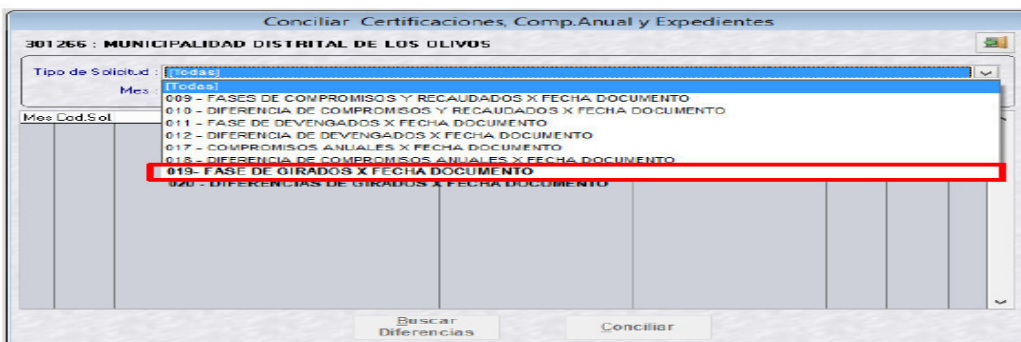 Conciliar Certificaciones, Comp.Anual y Expedientes
301266 : MUNICIPALIDAD DISTRITAL DE LOS OLIVOS
Tipo de Solicitud : [Todas]
[Todas]
Mes :
009 - FASES DE COMPROMISOS Y RECAUDADOS X FECHA DOCUMENTO
010 - DIFERENCIA DE COMPROMISOS Y RECAUDADOS X FECHA DOCUMENTO
Mes Cod.Sol
011 - FASE DE DEVENGADOS X FECHA DOCUMENTO
012 - DIFERENCIA DE DEVENGADOS X FECHA DOCUMENTO
017 - COMPROMISOS ANUALES X FECHA DOCUMENTO
018 - DIFERENCIA DE COMPROMISOS ANUALES X FECHA DOCUMENTO
019- FASE DE GIRADOS X FECHA DOCUMENTO
020 - DIFERENCIAS DE GIRADOS X FECHA DOCUMENTO
Buscar
Diferencias
Conciliar